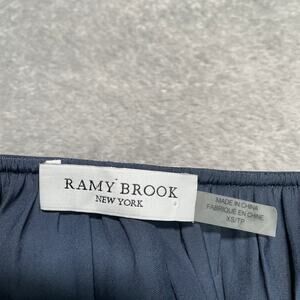 RAMY BROOK
NEW YORK
MADE IN CHINA
FABRIQUÉ EN CHINE
XS/TP